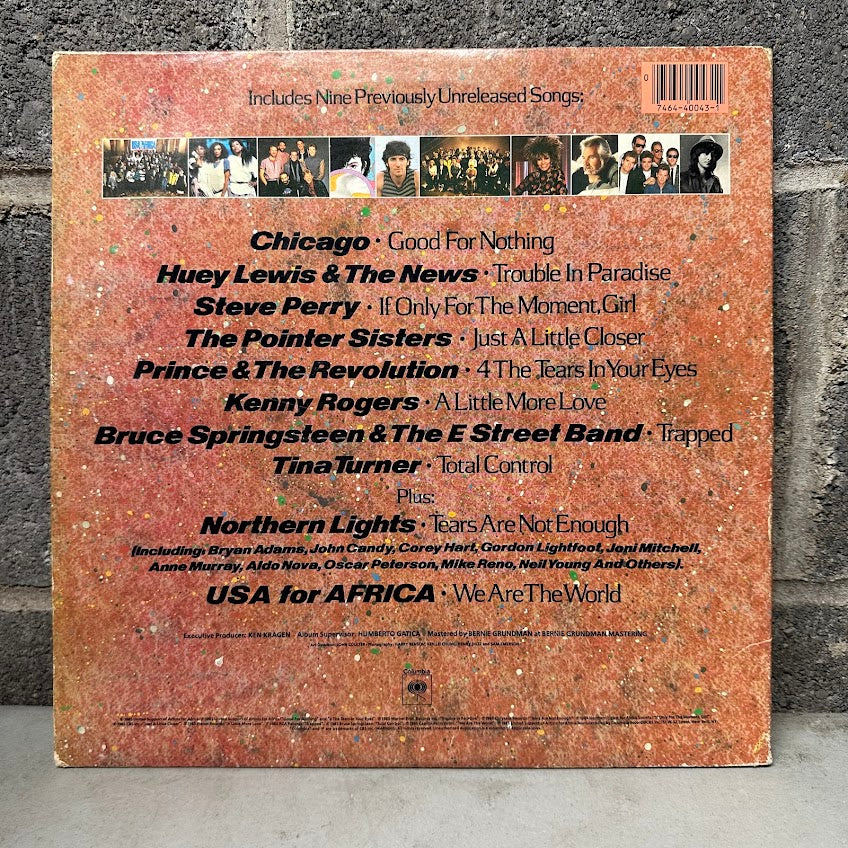 Includes Nine Previously Unreleased Songs:
0 7464-40043-1
Chicago · Good For Nothing
Huey Lewis & The News · Trouble In Paradise
Steve Perry · If Only For The Moment, Girl
The Pointer Sisters · Just A Little Closer
Prince & The Revolution · 4 The Tears In Your Eyes
Kenny Rogers · A Little More Love
Bruce Springsteen & The E Street Band · Trapped
Tina Turner · Total Control
Plus:
Northern Lights · Tears Are Not Enough
(Including: Bryan Adams, John Candy, Corey Hart, Gordon Lightfoot, Joni Mitchell,
Anne Murray, Aldo Nova, Oscar Peterson, Mike Reno, Neil Young And Others).
USA for AFRICA · We Are The World
Executive Producer: KEN KRAGEN Album Supervisor: HUMBERTO GATICA • Mastered by BERNIE GRUNDMAN at BERNIE GRUNDMAN MASTERING
Columbia